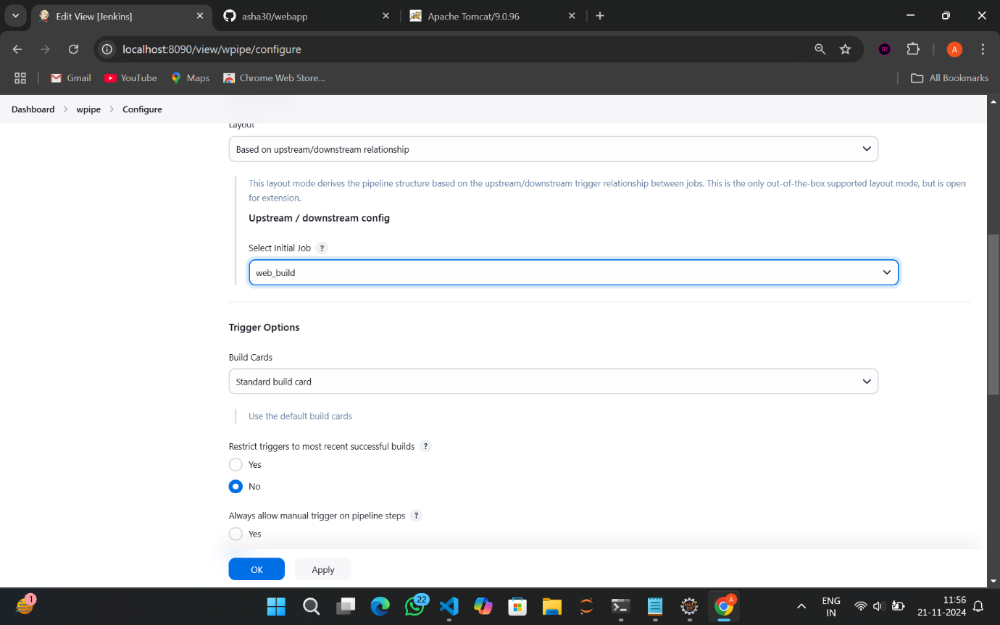 Edit View [Jenkins]
asha30/webapp
Apache Tomcat/9.0.96
localhost:8090/view/wpipe/configure
BR
A
Gmail
YouTube
Maps
Chrome Web Store...
All Bookmarks
Dashboard
wpipe
Configure
Layout
Based on upstream/downstream relationship
This layout mode derives the pipeline structure based on the upstream/downstream trigger relationship between jobs. This is the only out-of-the-box supported layout mode, but is open
for extension.
Upstream / downstream config
Select Initial Job ?
web_build
Trigger Options
Build Cards
Standard build card
Use the default build cards
Restrict triggers to most recent successful builds ?
Yes
No
Always allow manual trigger on pipeline steps ?
Yes
OK
Apply
1
22
A
ENG
IN
11:56
21-11-2024